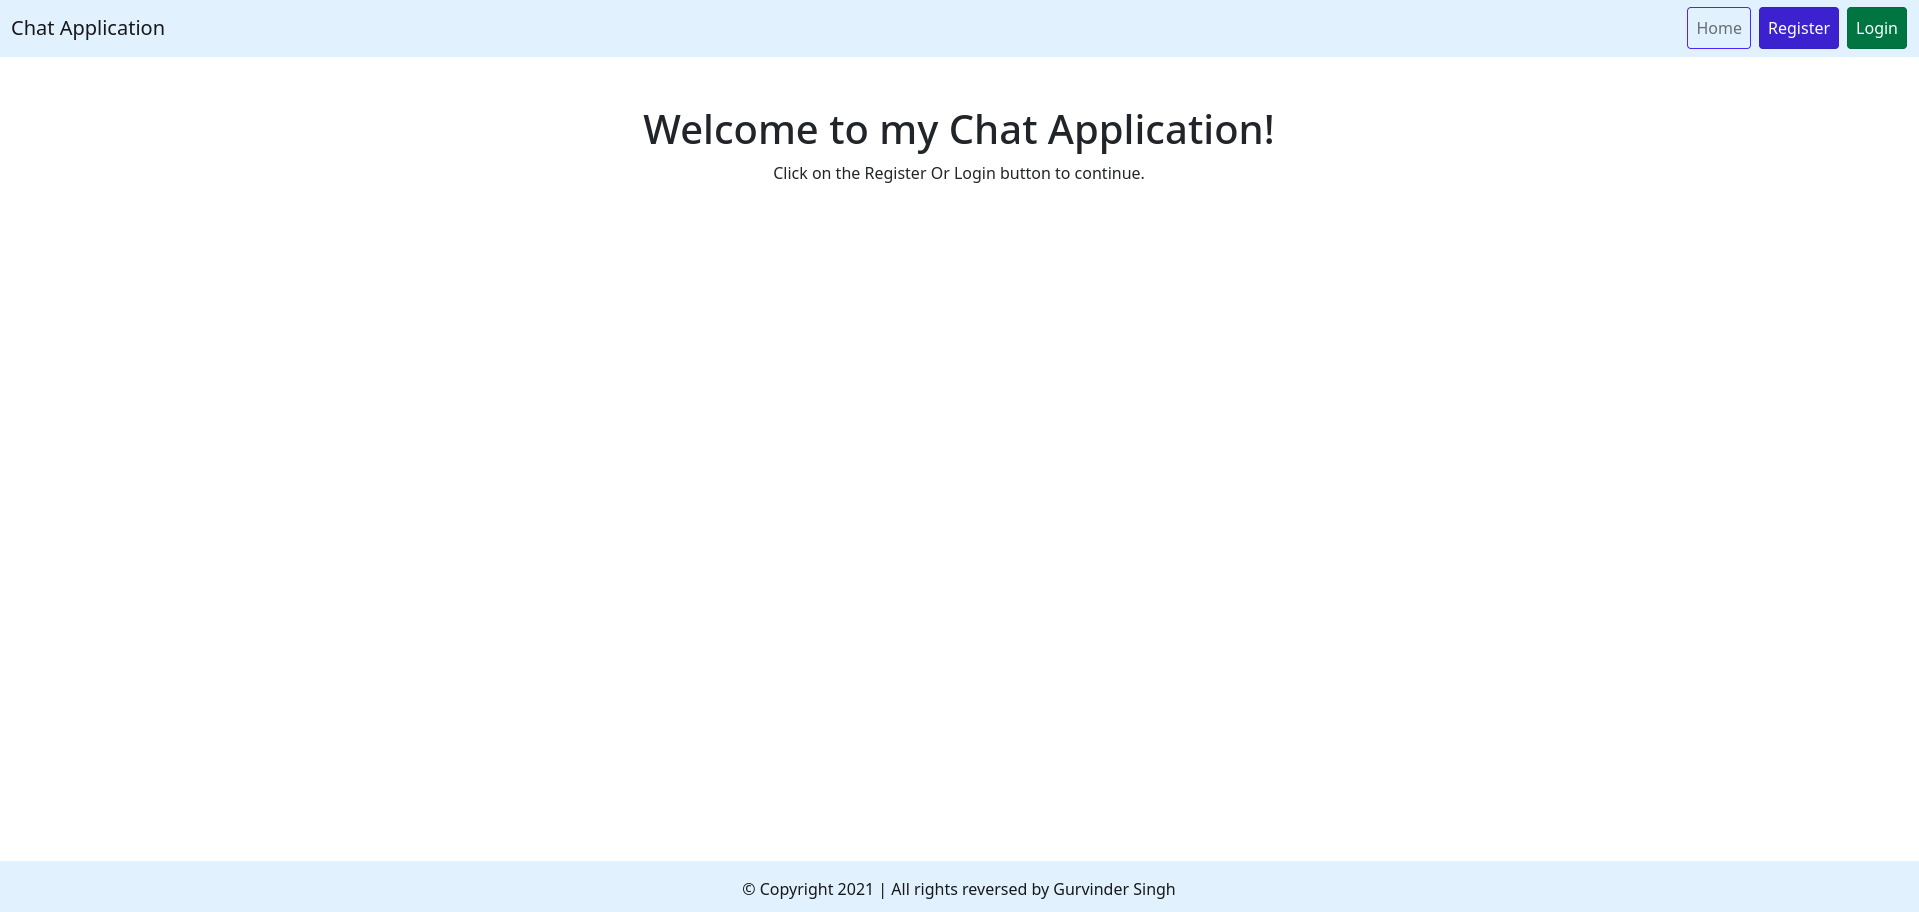 Chat Application
Home
Register
Login
Welcome to my Chat Application!
Click on the Register Or Login button to continue.
© Copyright 2021 | All rights reversed by Gurvinder Singh